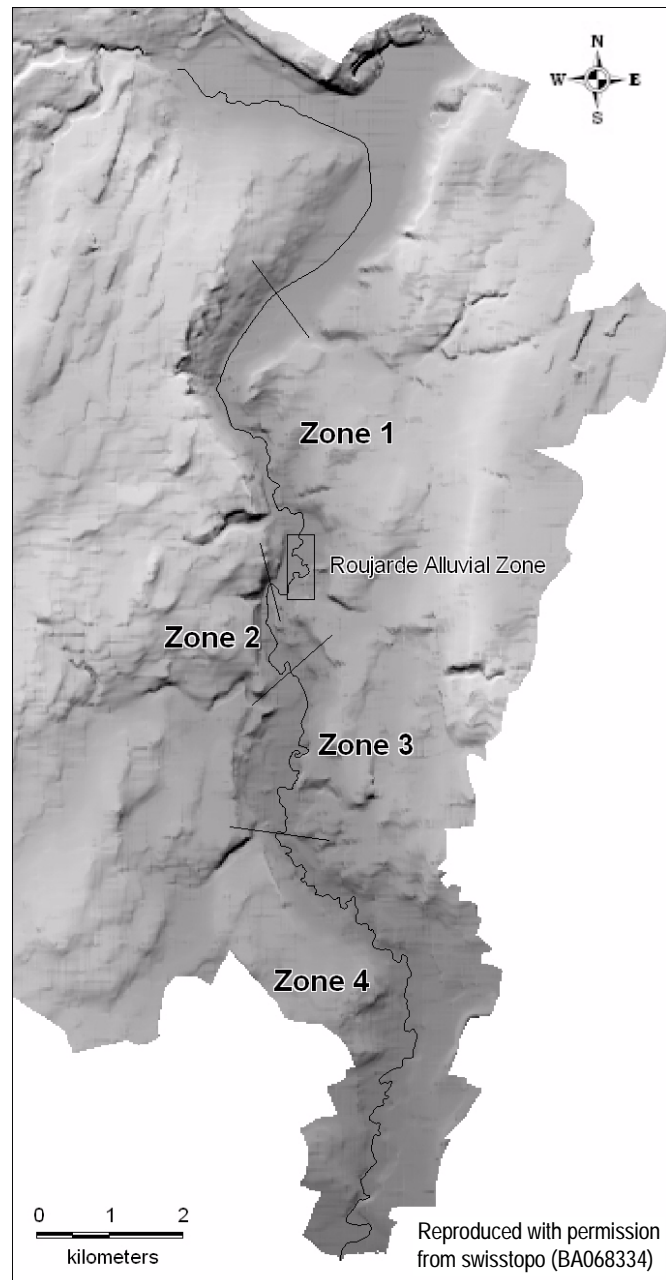 N
W E
S
Zone 1
Roujarde Alluvial Zone
Zone 2
Zone 3
Zone 4
0 1 2
kilometers
Reproduced with permission
from swisstopo (BA068334)